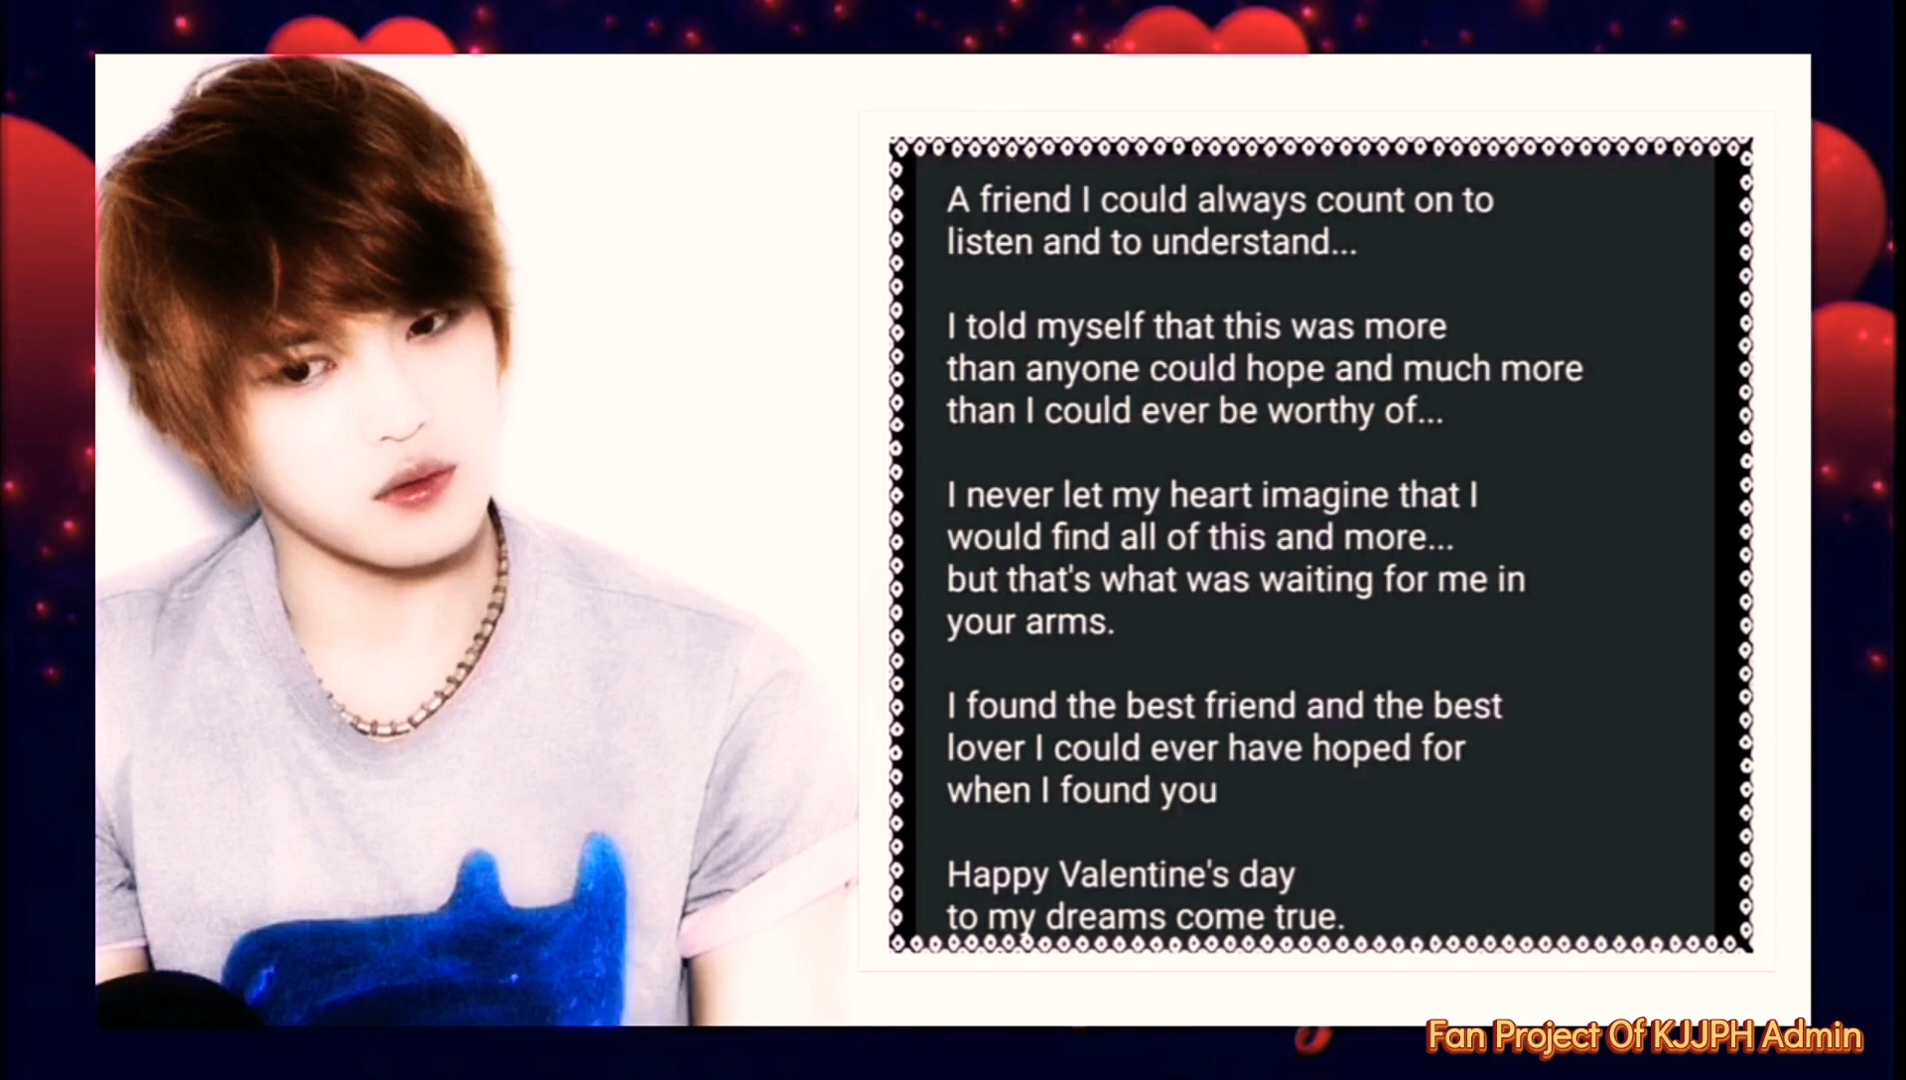 A friend I could always count on to
listen and to understand...
I told myself that this was more
than anyone could hope and much more
than I could ever be worthy of...
I never let my heart imagine that I
would find all of this and more...
but that's what was waiting for me in
your arms.
I found the best friend and the best
lover I could ever have hoped for
when I found you
Happy Valentine's day
to my dreams come true.
Fan Project Of KJJPH Admin